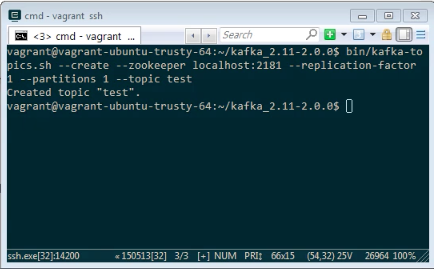 cmd - vagrant ssh
<3> cmd - vagrant ...
Search
vagrant@vagrant-ubuntu-trusty-64:~/kafka_2.11-2.0.0$ bin/kafka-to
pics.sh --create --zookeeper localhost:2181 --replication-factor
1 --partitions 1 --topic test
Created topic "test".
vagrant@vagrant-ubuntu-trusty-64:~/kafka_2.11-2.0.0$
ssh.exe[32]:14200 « 150513[32] 3/3 [+] NUM PRI↕ 66x15 (54,32) 25V 26964 100%